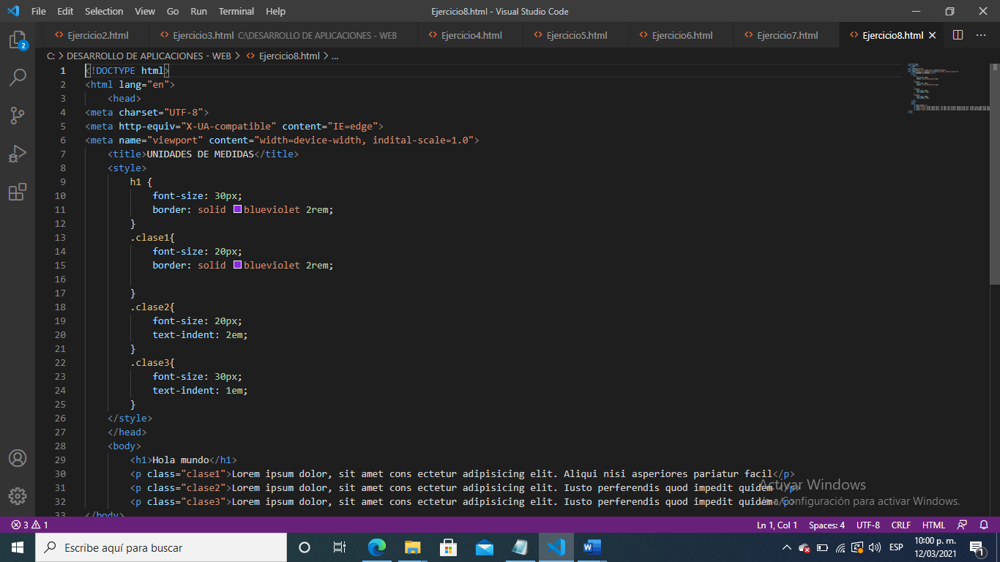 File Edit Selection View Go Run Terminal Help Ejercicio8.html - Visual Studio Code
Ejercicio2.html Ejercicio3.html C:\DESARROLLO DE APLICACIONES - WEB Ejercicio4.html Ejercicio5.html Ejercicio6.html Ejercicio7.html Ejercicio8.html
2
C: > DESARROLLO DE APLICACIONES - WEB > Ejercicio8.html > ...
1 <!DOCTYPE html>
2 <html lang="en">
3 <head>
4 <meta charset="UTF-8">
5 <meta http-equiv="X-UA-compatible" content="IE=edge">
6 <meta name="viewport" content="width=device-width, indital-scale=1.0">
7 <title>UNIDADES DE MEDIDAS</title>
8 <style>
9 h1 {
10 font-size: 30px;
11 border: solid blueviolet 2rem;
12 }
13 .clase1{
14 font-size: 20px;
15 border: solid blueviolet 2rem;
16
17 }
18 .clase2{
19 font-size: 20px;
20 text-indent: 2em;
21 }
22 .clase3{
23 font-size: 30px;
24 text-indent: 1em;
25 }
26 </style>
27 </head>
28 <body>
29 <h1>Hola mundo</h1>
30 <p class="clase1">Lorem ipsum dolor, sit amet cons ectetur adipisicing elit. Aliqui nisi asperiores pariatur facil</p>
31 <p class="clase2">Lorem ipsum dolor, sit amet cons ectetur adipisicing elit. Iusto perferendis quod impedit quidem </p>
32 <p class="clase3">Lorem ipsum dolor, sit amet cons ectetur adipisicing elit. Iusto perferendis quod impedit quidem </p>
33 </body>
Activar Windows
Ve a Configuración para activar Windows.
3 1 Ln 1, Col 1 Spaces: 4 UTF-8 CRLF HTML
Escribe aquí para buscar ESP 10:00 p. m.
12/03/2021 1